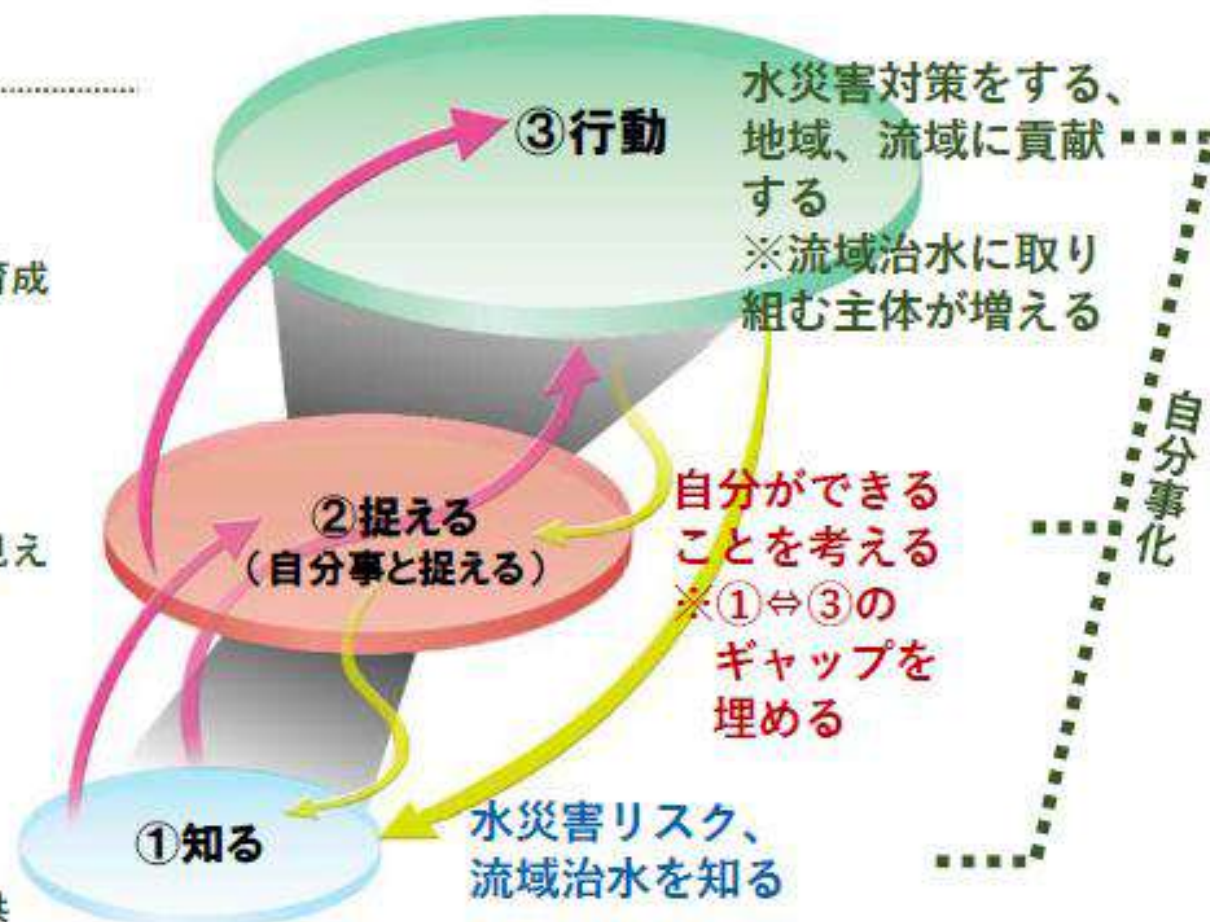 ③行動
水災害対策をする、
地域、流域に貢献
する
※流域治水に取り
組む主体が増える
育成
自分事化
②捉える
（自分事と捉える）
自分ができる
ことを考える
※①⇔③の
ギャップを
埋める
見え
①知る
水災害リスク、
流域治水を知る